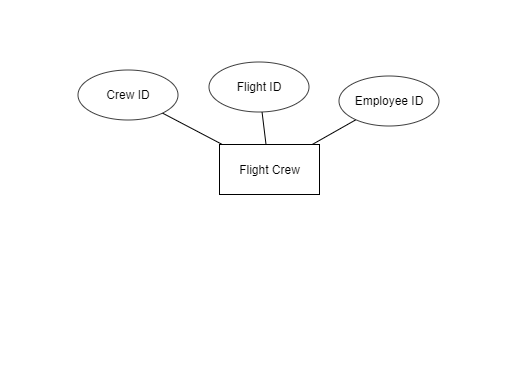 Crew ID
Flight ID
Employee ID
Flight Crew